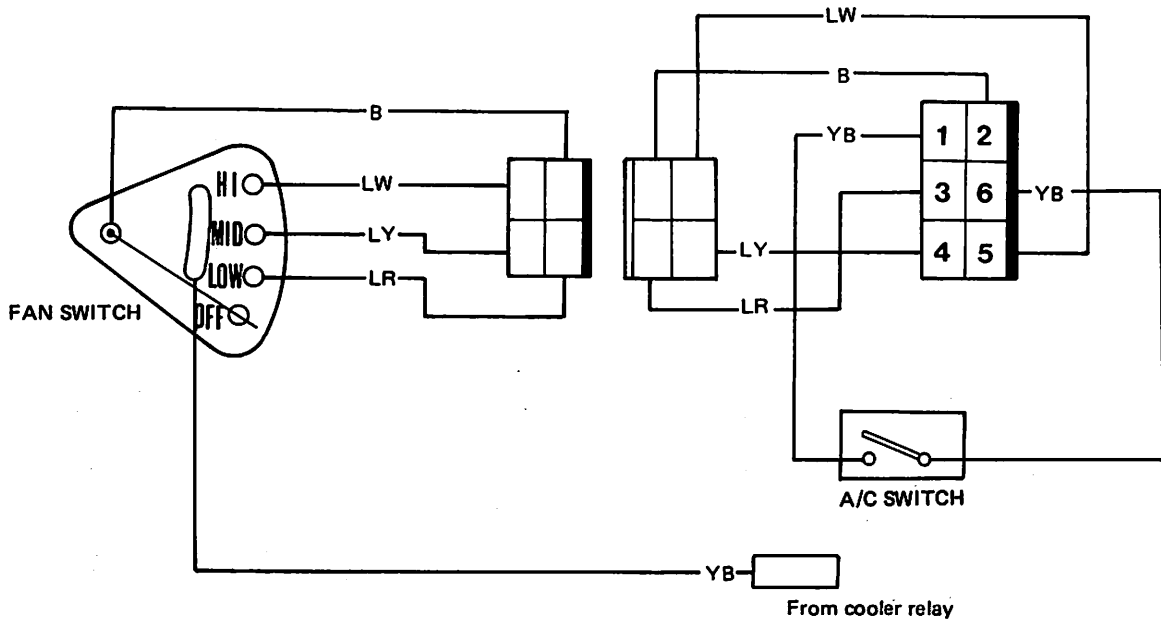 LW
B
B
YB
1 2
HI
LW
3 6
YB
MID
LY
LY
4 5
LOW
LR
LR
FAN SWITCH
OFF
A/C SWITCH
YB
From cooler relay